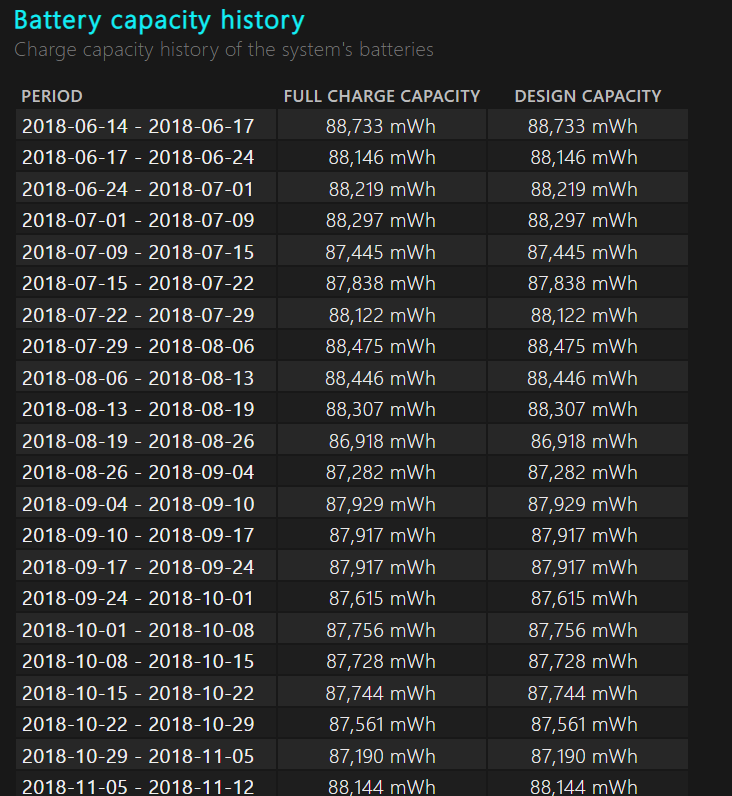 Battery capacity history
Charge capacity history of the system's batteries
PERIOD FULL CHARGE CAPACITY DESIGN CAPACITY
2018-06-14 - 2018-06-17 88,733 mWh 88,733 mWh
2018-06-17 - 2018-06-24 88,146 mWh 88,146 mWh
2018-06-24 - 2018-07-01 88,219 mWh 88,219 mWh
2018-07-01 - 2018-07-09 88,297 mWh 88,297 mWh
2018-07-09 - 2018-07-15 87,445 mWh 87,445 mWh
2018-07-15 - 2018-07-22 87,838 mWh 87,838 mWh
2018-07-22 - 2018-07-29 88,122 mWh 88,122 mWh
2018-07-29 - 2018-08-06 88,475 mWh 88,475 mWh
2018-08-06 - 2018-08-13 88,446 mWh 88,446 mWh
2018-08-13 - 2018-08-19 88,307 mWh 88,307 mWh
2018-08-19 - 2018-08-26 86,918 mWh 86,918 mWh
2018-08-26 - 2018-09-04 87,282 mWh 87,282 mWh
2018-09-04 - 2018-09-10 87,929 mWh 87,929 mWh
2018-09-10 - 2018-09-17 87,917 mWh 87,917 mWh
2018-09-17 - 2018-09-24 87,917 mWh 87,917 mWh
2018-09-24 - 2018-10-01 87,615 mWh 87,615 mWh
2018-10-01 - 2018-10-08 87,756 mWh 87,756 mWh
2018-10-08 - 2018-10-15 87,728 mWh 87,728 mWh
2018-10-15 - 2018-10-22 87,744 mWh 87,744 mWh
2018-10-22 - 2018-10-29 87,561 mWh 87,561 mWh
2018-10-29 - 2018-11-05 87,190 mWh 87,190 mWh
2018-11-05 - 2018-11-12 88,144 mWh 88,144 mWh